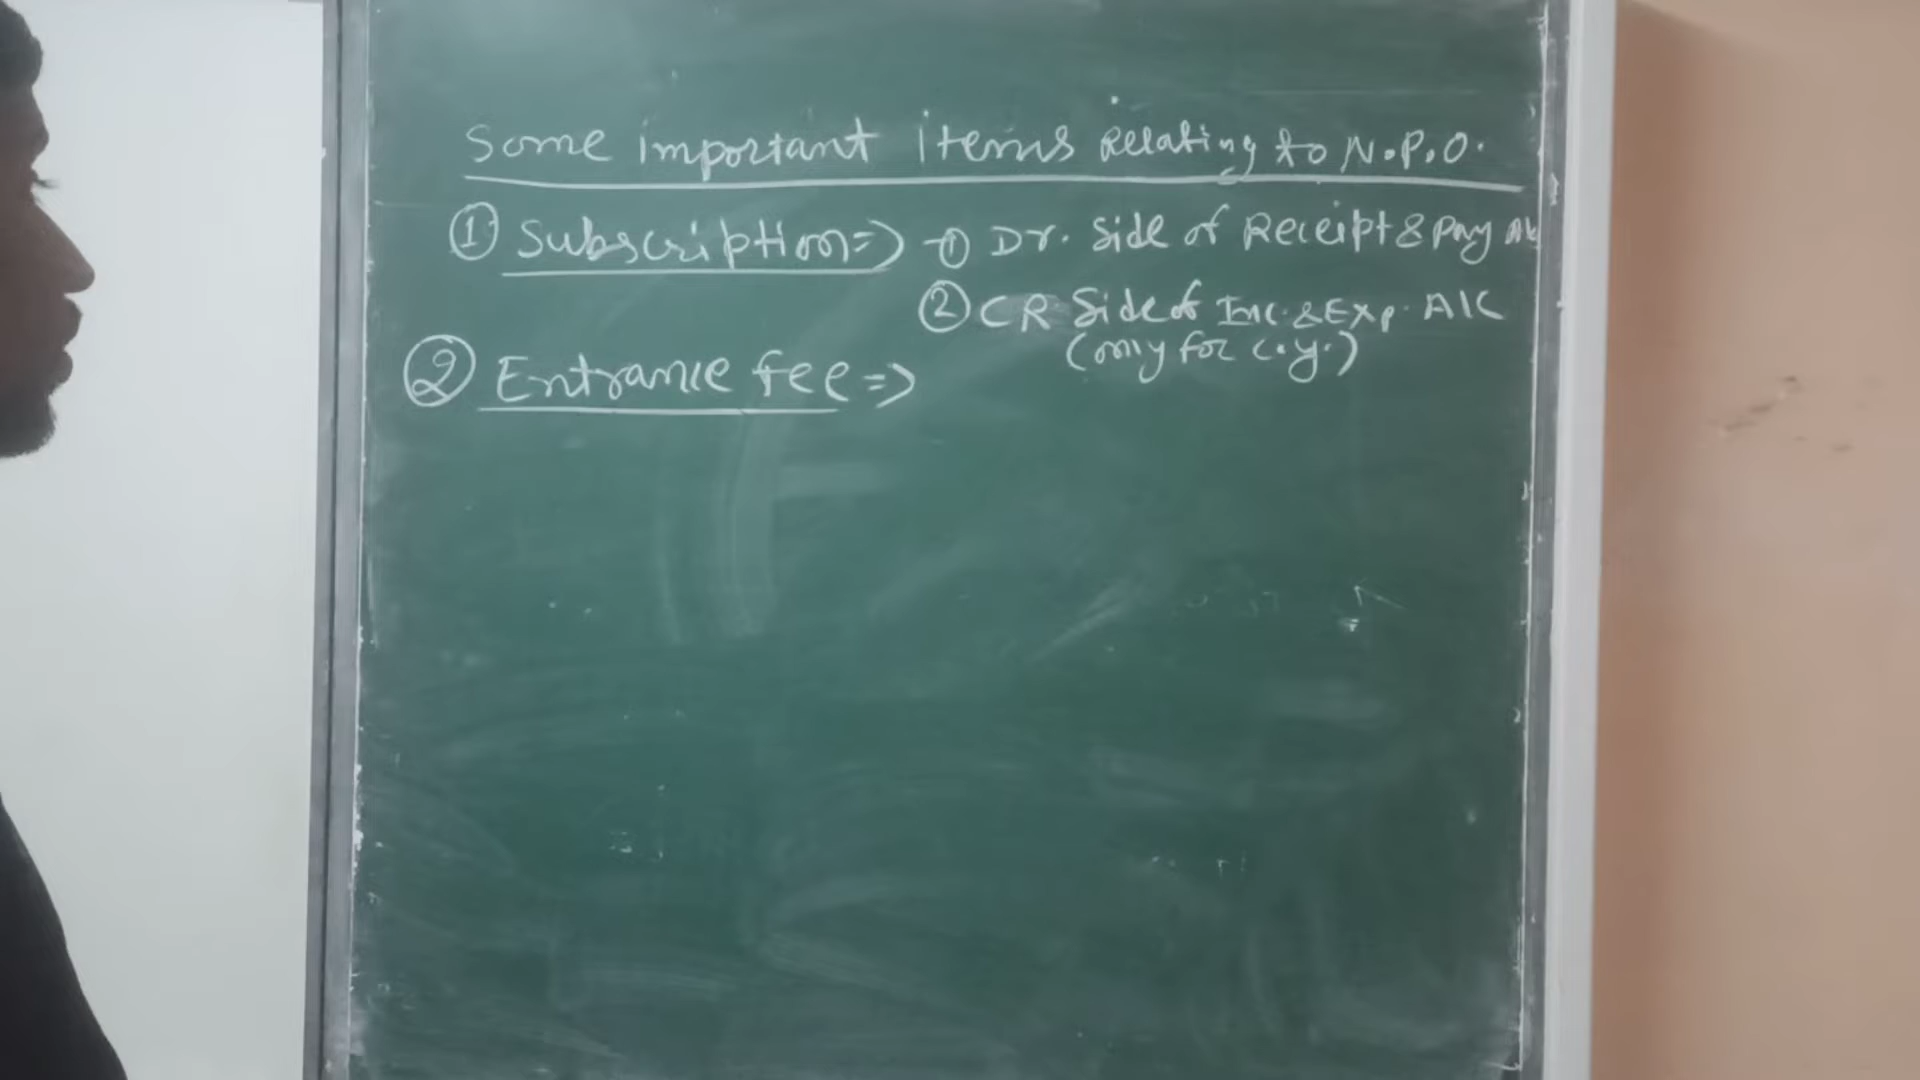 Some important items Relating to N.P.O.
① Subscription => ① Dr. Side of Receipt & Pay A/c
② CR Side of Inc. & Exp. A/C
(only for c.y.)
② Entrance fee =>